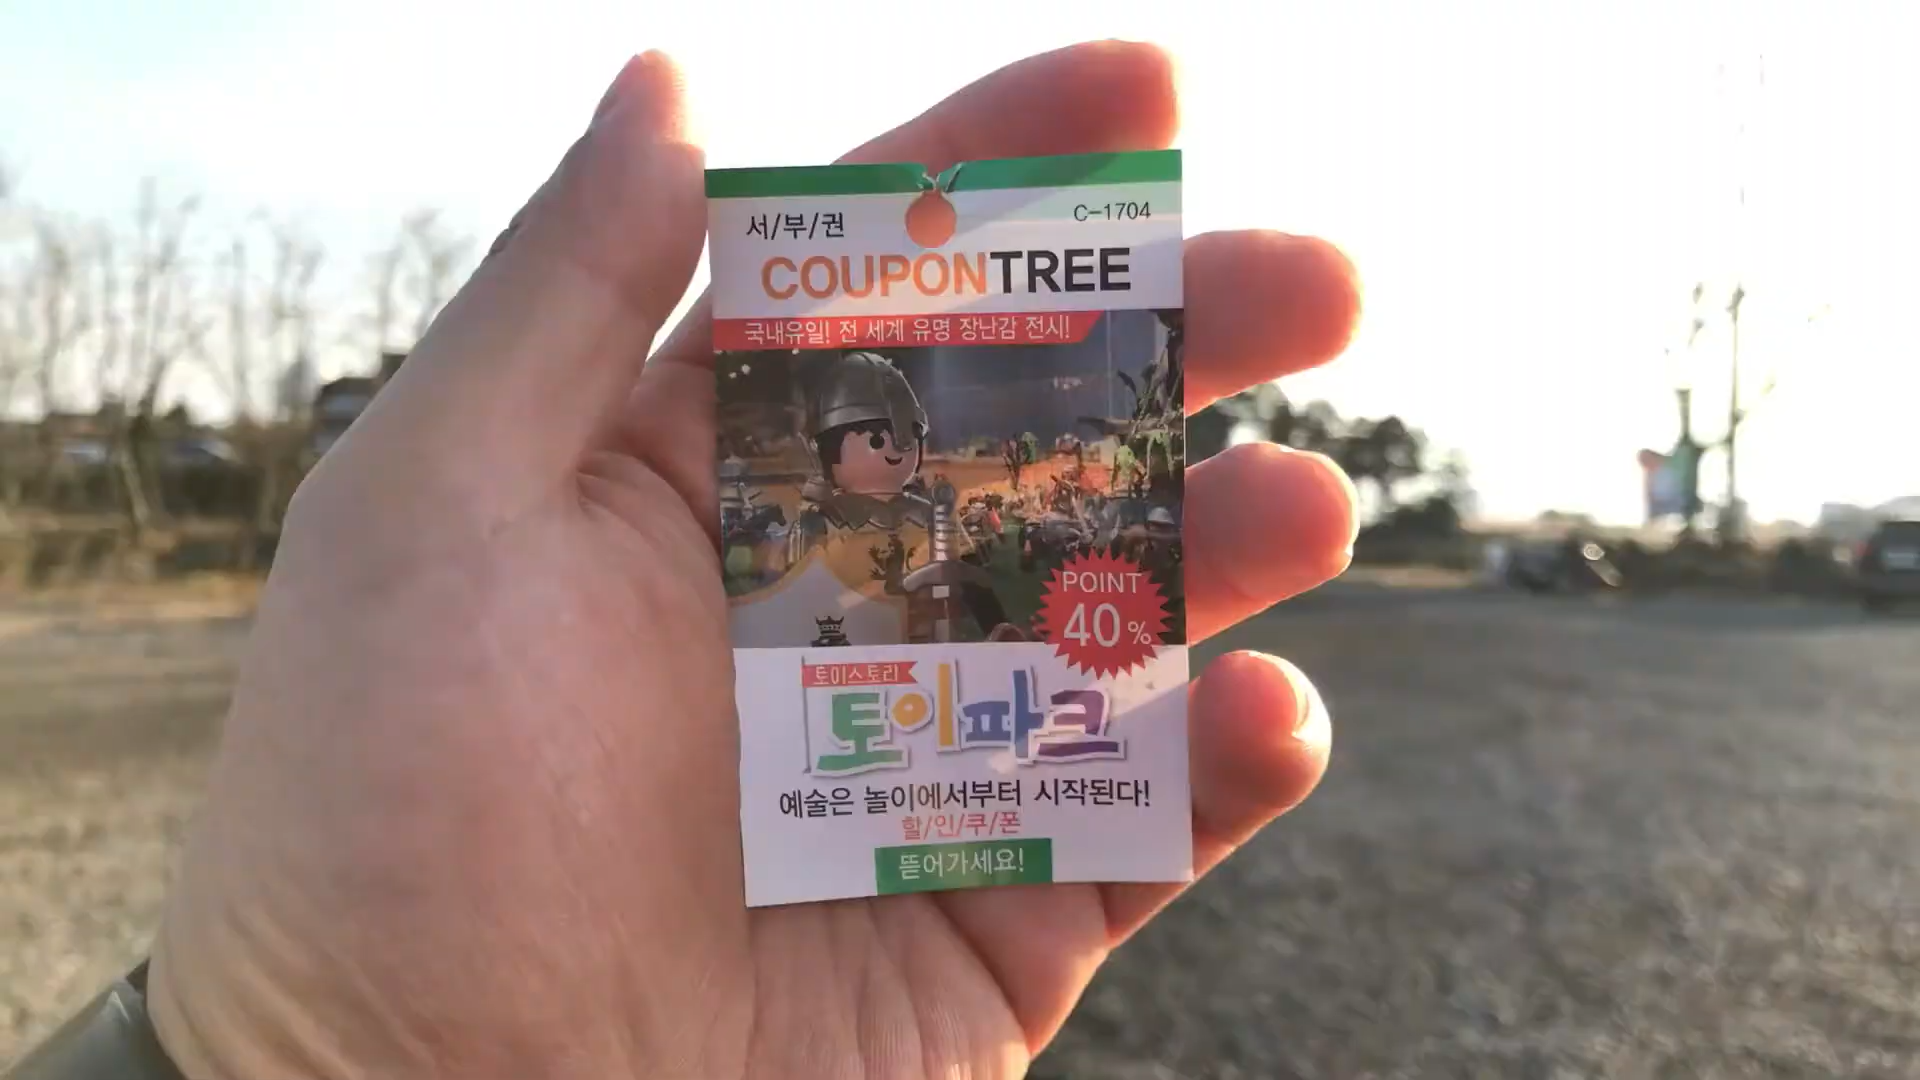 서/부/권
C-1704
COUPONTREE
국내유일! 전 세계 유명 장난감 전시!
POINT
40%
토이스토리
토이파크
예술은 놀이에서부터 시작된다!
할/인/쿠/폰
뜯어가세요!